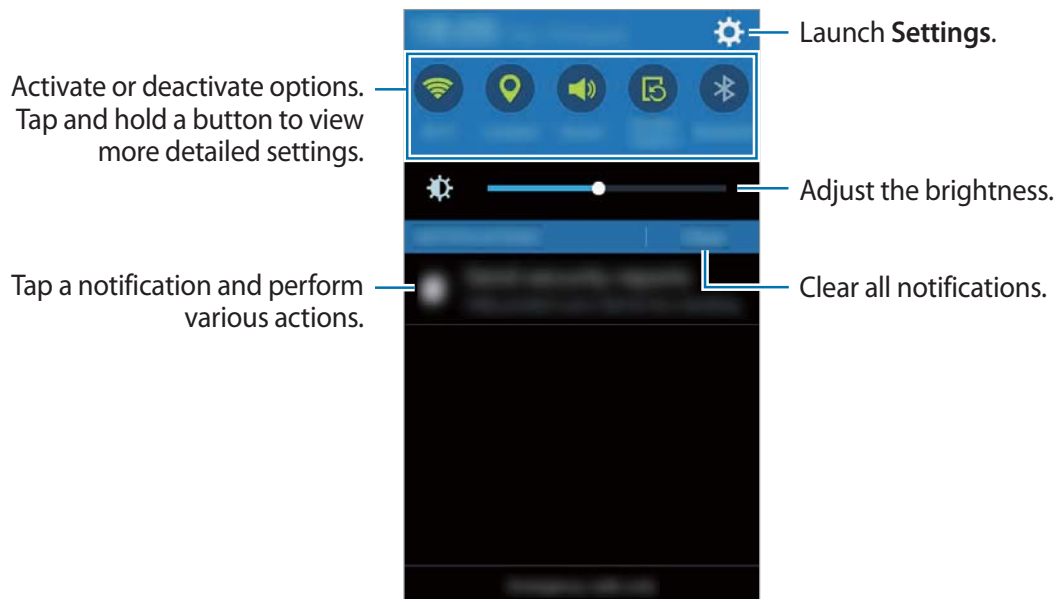 Launch Settings.
Activate or deactivate options.
Tap and hold a button to view
more detailed settings.
Adjust the brightness.
Tap a notification and perform
various actions.
Clear all notifications.